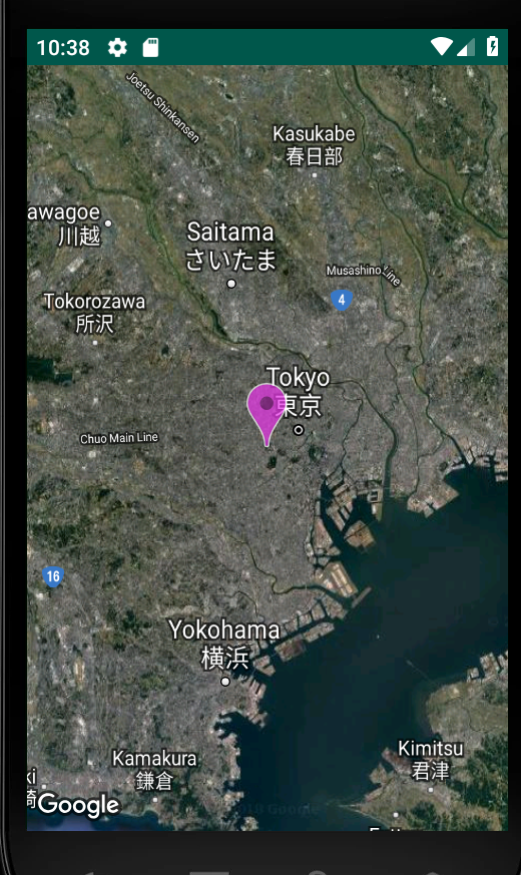 10:38
Joetsu Shinkansen
Kasukabe
春日部
awagoe
川越
Saitama
さいたま
Musashino Line
4
Tokorozawa
所沢
Tokyo
東京
Chuo Main Line
16
Yokohama
横浜
Kimitsu
君津
Kamakura
鎌倉
ki
Google